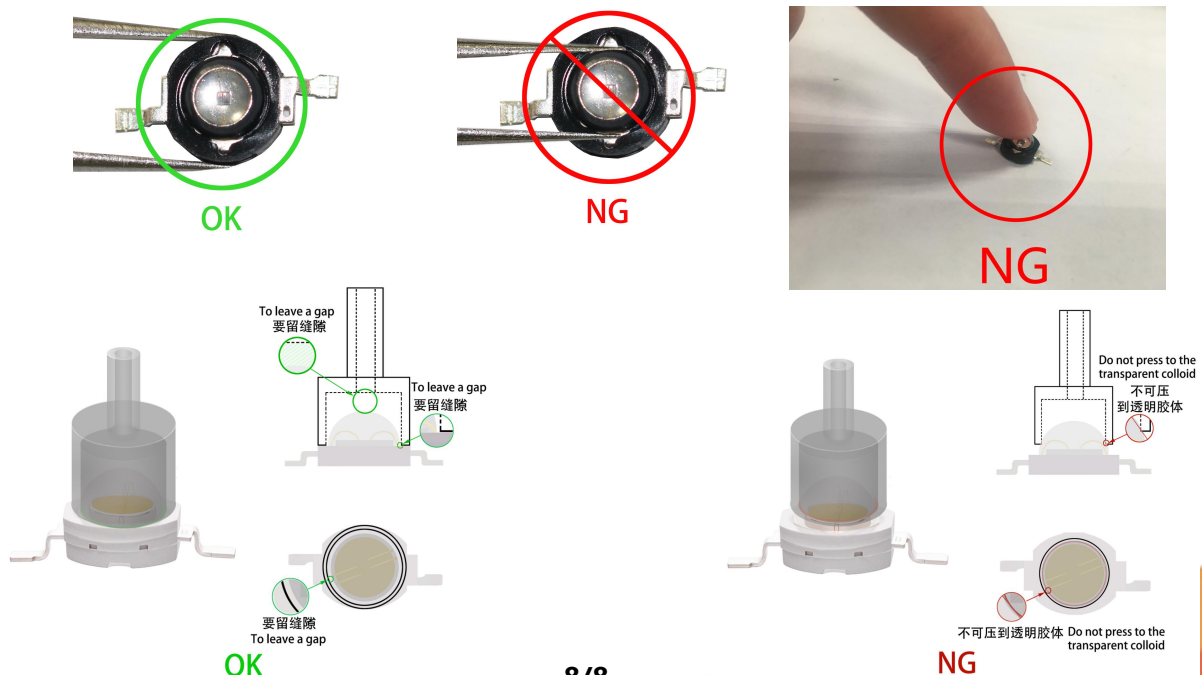 OK
NG
NG
To leave a gap
要留缝隙
To leave a gap
要留缝隙
要留缝隙
To leave a gap
OK
Do not press to the
transparent colloid
不可压
到透明胶体
不可压到透明胶体 Do not press to the
transparent colloid
NG
8/8